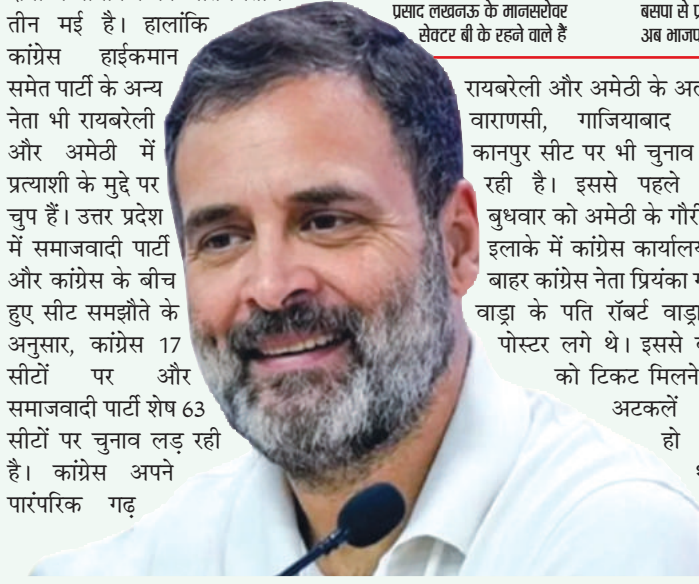 तीन मई है। हालांकि
कांग्रेस हाईकमान
समेत पार्टी के अन्य
नेता भी रायबरेली
और अमेठी में
प्रत्याशी के मुद्दे पर
चुप हैं। उत्तर प्रदेश
में समाजवादी पार्टी
और कांग्रेस के बीच
हुए सीट समझौते के
अनुसार, कांग्रेस 17
सीटों पर और
समाजवादी पार्टी शेष 63
सीटों पर चुनाव लड़ रही
है। कांग्रेस अपने
पारंपरिक गढ़
प्रसाद लखनऊ के मानसरोवर
सेक्टर बी के रहने वाले हैं
बसपा से
अब
रायबरेली और अमेठी के
वाराणसी, गाजियाबाद
कानपुर सीट पर भी चुनाव
रही है। इससे पहले
बुधवार को अमेठी के
इलाके में कांग्रेस
बाहर कांग्रेस नेता प्रियंका
वाड्रा के पति रॉबर्ट वाड्रा
पोस्टर लगे थे। इससे
को टिकट मिलने
अटकलें
हो